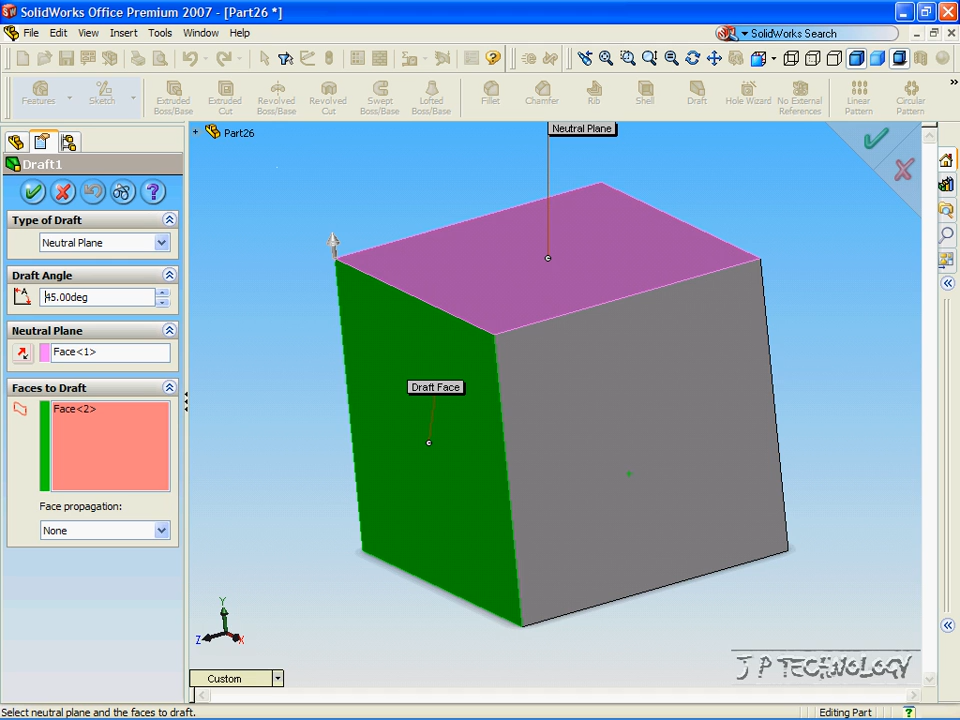 SolidWorks Office Premium 2007 - [Part26 *]
File Edit View Insert Tools Window Help
SolidWorks Search
Features Sketch Extruded Boss/Base Extruded Cut Revolved Boss/Base Revolved Cut Swept Boss/Base Lofted Boss/Base Fillet Chamfer Rib Shell Draft Hole Wizard No External References Linear Pattern Circular Pattern
Part26
Neutral Plane
Draft1
Type of Draft
Neutral Plane
Draft Angle
45.00deg
Neutral Plane
Face<1>
Faces to Draft
Face<2>
Draft Face
Face propagation:
None
Y
Z
X
Custom
J P TECHNOLOGY
Select neutral plane and the faces to draft.
Editing Part